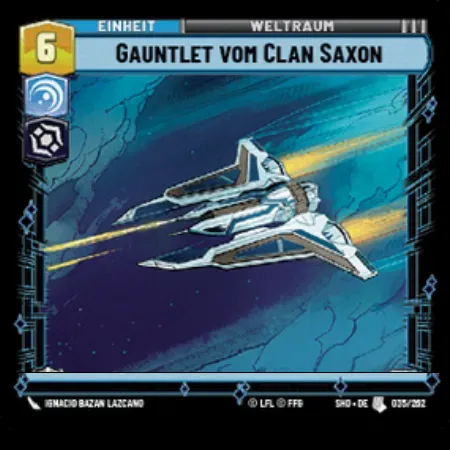 EINHEIT
WELTRAUM
6
GAUNTLET VOM CLAN SAXON
IGNACIO BAZAN LAZCANO
© LFL © FFG
SHD • DE
035/262